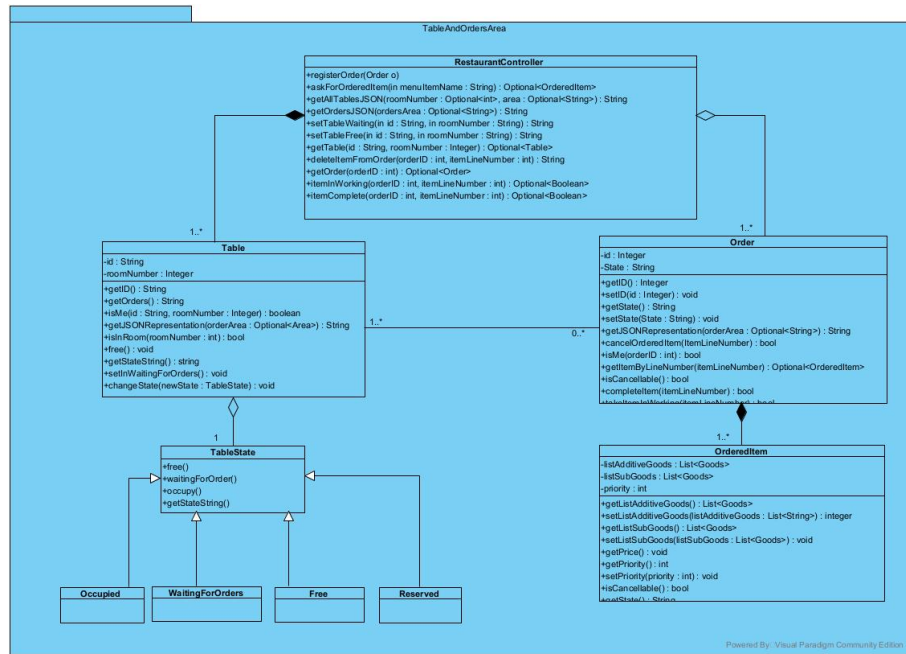 TableAndOrdersArea
RestaurantController
+registerOrder(Order o)
+askForOrderedItem(in menuItemName : String) : Optional<OrderedItem>
+getAllTablesJSON(roomNumber : Optional<int>, area : Optional<String>) : String
+getOrdersJSON(ordersArea : Optional<String>) : String
+setTableWaiting(in id : String, in roomNumber : String) : String
+setTableFree(in id : String, in roomNumber : String) : String
+getTable(id : String, roomNumber : Integer) : Optional<Table>
+deleteItemFromOrder(orderID : int, itemLineNumber : int) : String
+getOrder(orderID : int) : Optional<Order>
+itemInWorking(orderID : int, itemLineNumber : int) : Optional<Boolean>
+itemComplete(orderID : int, itemLineNumber : int) : Optional<Boolean>
1..*
1..*
Table
-id : String
-roomNumber : Integer
+getID() : String
+getOrders() : String
+isMe(id : String, roomNumber : Integer) : boolean
+getJSONRepresentation(orderArea : Optional<Area>) : String
+isInRoom(roomNumber : int) : bool
+free() : void
+getStateString() : string
+setInWaitingForOrders() : void
+changeState(newState : TableState) : void
1..*
0..*
Order
-id : Integer
-State : String
+getID() : Integer
+setID(id : Integer) : void
+getState() : String
+setState(State : String) : void
+getJSONRepresentation(orderArea : Optional<String>) : String
+cancelOrderedItem(ItemLineNumber) : bool
+isMe(orderID : int) : bool
+getItemByLineNumber(itemLineNumber) : Optional<OrderedItem>
+isCancellable() : bool
+completeItem(itemLineNumber) : bool
+takeItemInWorking(itemLineNumber) : bool
1
1..*
TableState
+free()
+waitingForOrder()
+occupy()
+getStateString()
OrderedItem
-listAdditiveGoods : List<Goods>
-listSubGoods : List<Goods>
-priority : int
+getListAdditiveGoods() : List<Goods>
+setListAdditiveGoods(listAdditiveGoods : List<String>) : integer
+getListSubGoods() : List<Goods>
+setListSubGoods(listSubGoods : List<Goods>) : void
+getPrice() : void
+getPriority() : int
+setPriority(priority : int) : void
+isCancellable() : bool
+getState() : String
Occupied
WaitingForOrders
Free
Reserved
Powered By: Visual Paradigm Community Edition